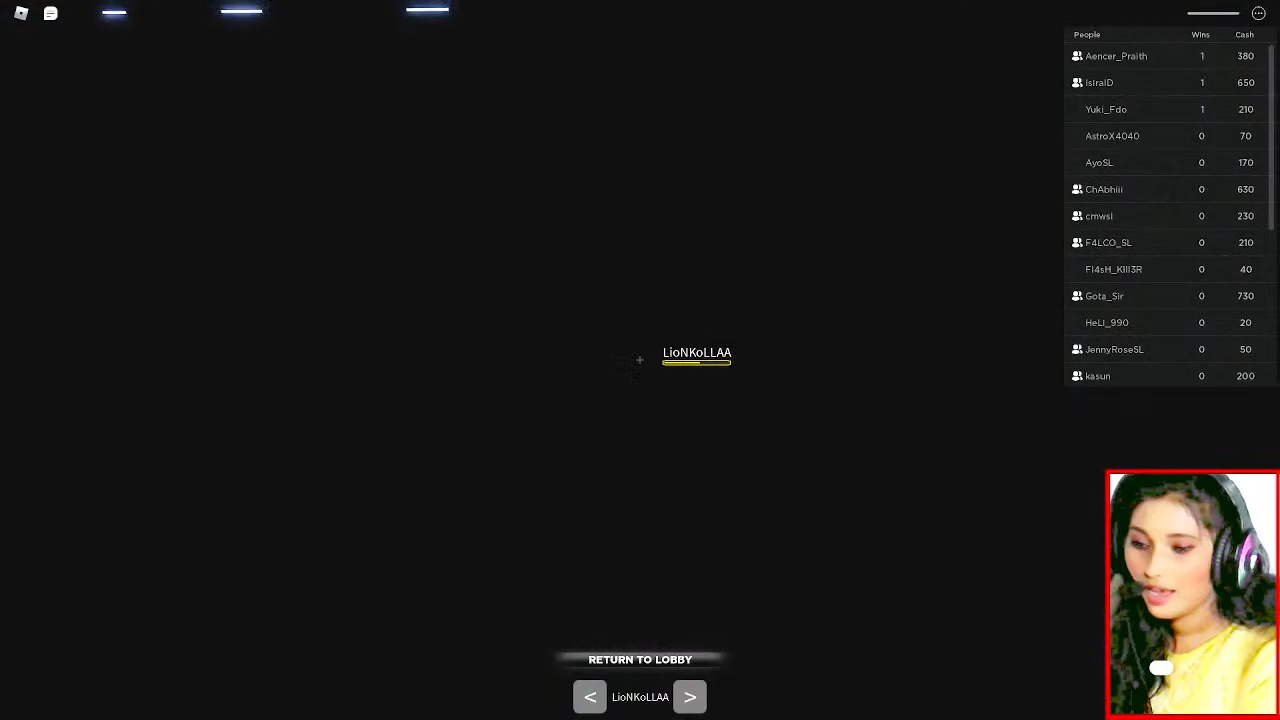 People Wins Cash
Aencer_Praith 1 380
IsiraID 1 650
Yuki_Fdo 1 210
AstroX4040 0 70
AyoSL 0 170
ChAbhiii 0 630
cmwsl 0 230
F4LCO_SL 0 210
Fl4sH_KIll3R 0 40
Gota_Sir 0 730
HeLI_990 0 20
JennyRoseSL 0 50
kasun 0 200
LioNKoLLAA
RETURN TO LOBBY
< LioNKoLLAA >